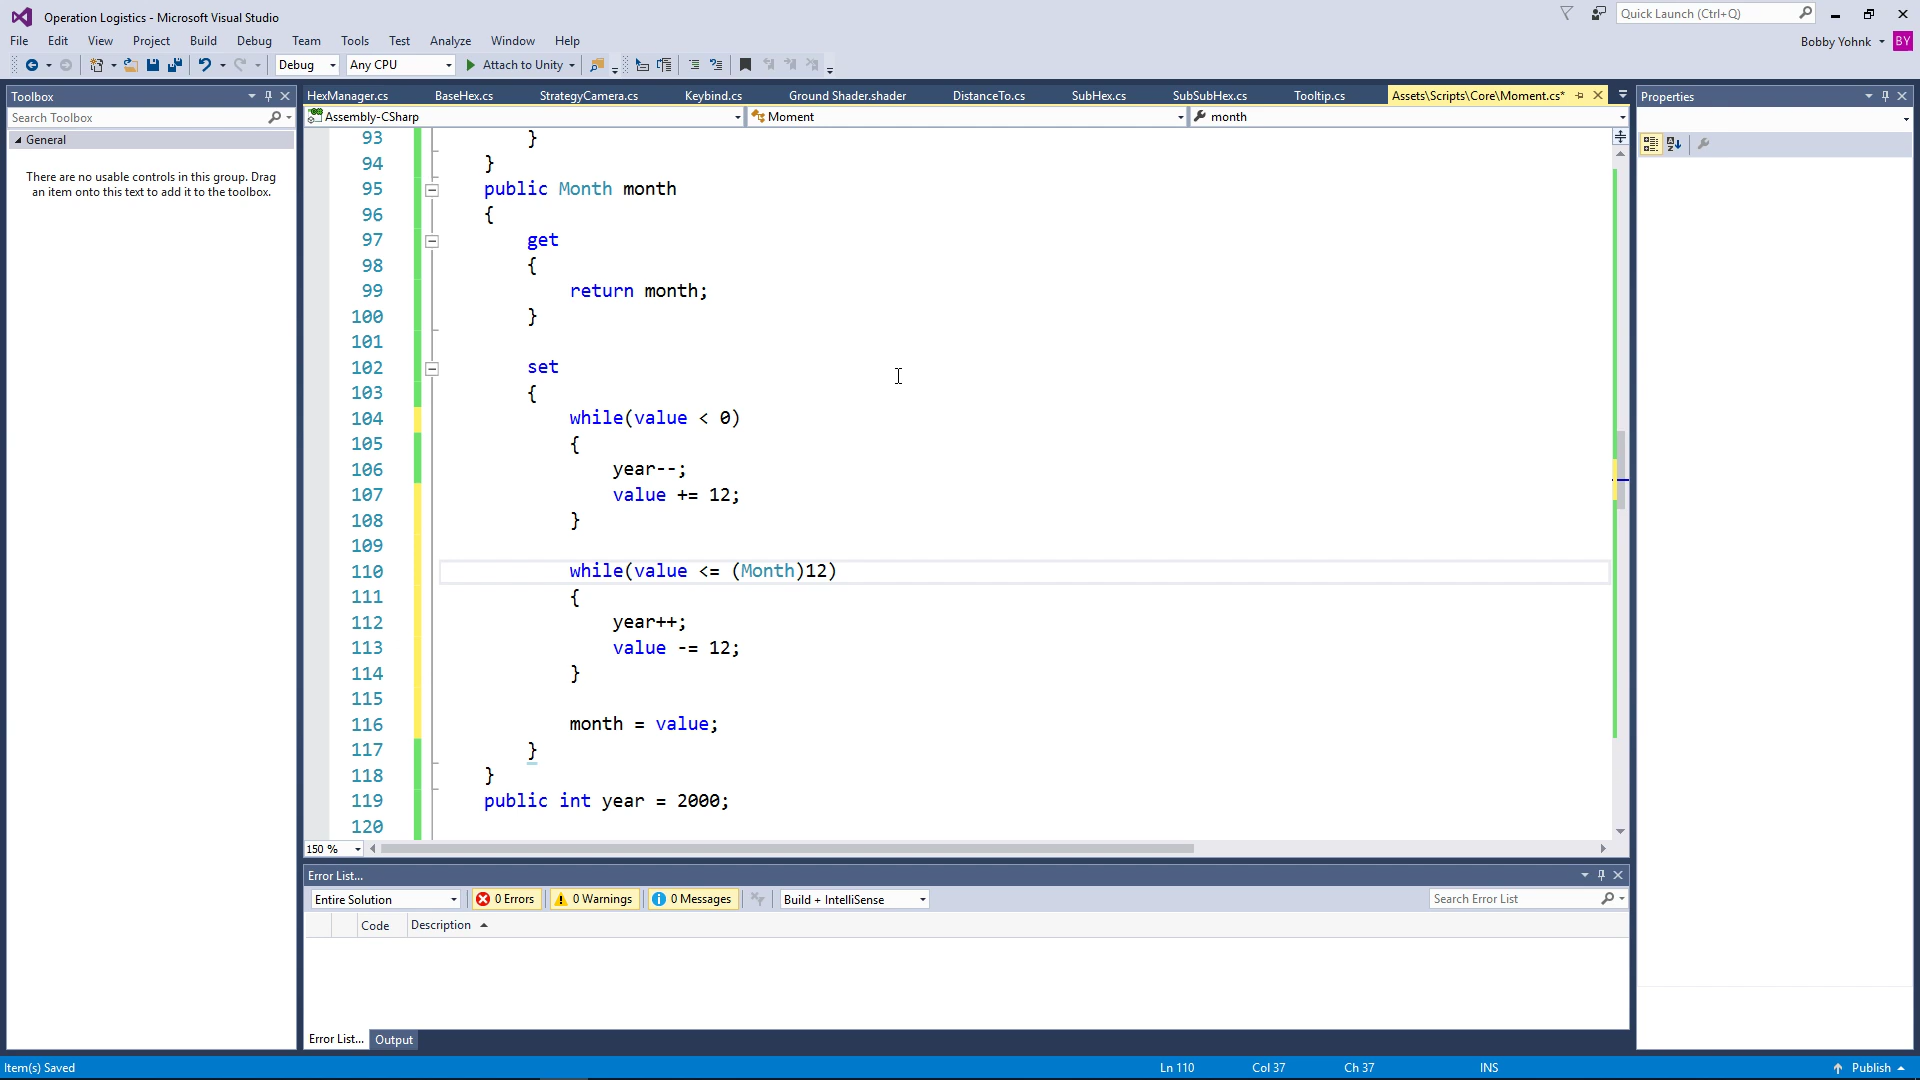 Operation Logistics - Microsoft Visual Studio
Quick Launch (Ctrl+Q)
File Edit View Project Build Debug Team Tools Test Analyze Window Help
Bobby Yohnk BY
Debug Any CPU Attach to Unity
Toolbox
Search Toolbox
General
There are no usable controls in this group. Drag
an item onto this text to add it to the toolbox.
HexManager.cs BaseHex.cs StrategyCamera.cs Keybind.cs Ground Shader.shader DistanceTo.cs SubHex.cs SubSubHex.cs Tooltip.cs Assets\Scripts\Core\Moment.cs*
Assembly-CSharp Moment month
93 }
94 }
95 public Month month
96 {
97 get
98 {
99 return month;
100 }
101
102 set
103 {
104 while(value < 0)
105 {
106 year--;
107 value += 12;
108 }
109
110 while(value <= (Month)12)
111 {
112 year++;
113 value -= 12;
114 }
115
116 month = value;
117 }
118 }
119 public int year = 2000;
120
150 %
Properties
Error List...
Entire Solution 0 Errors 0 Warnings 0 Messages Build + IntelliSense Search Error List
Code Description
Error List... Output
Item(s) Saved Ln 110 Col 37 Ch 37 INS Publish